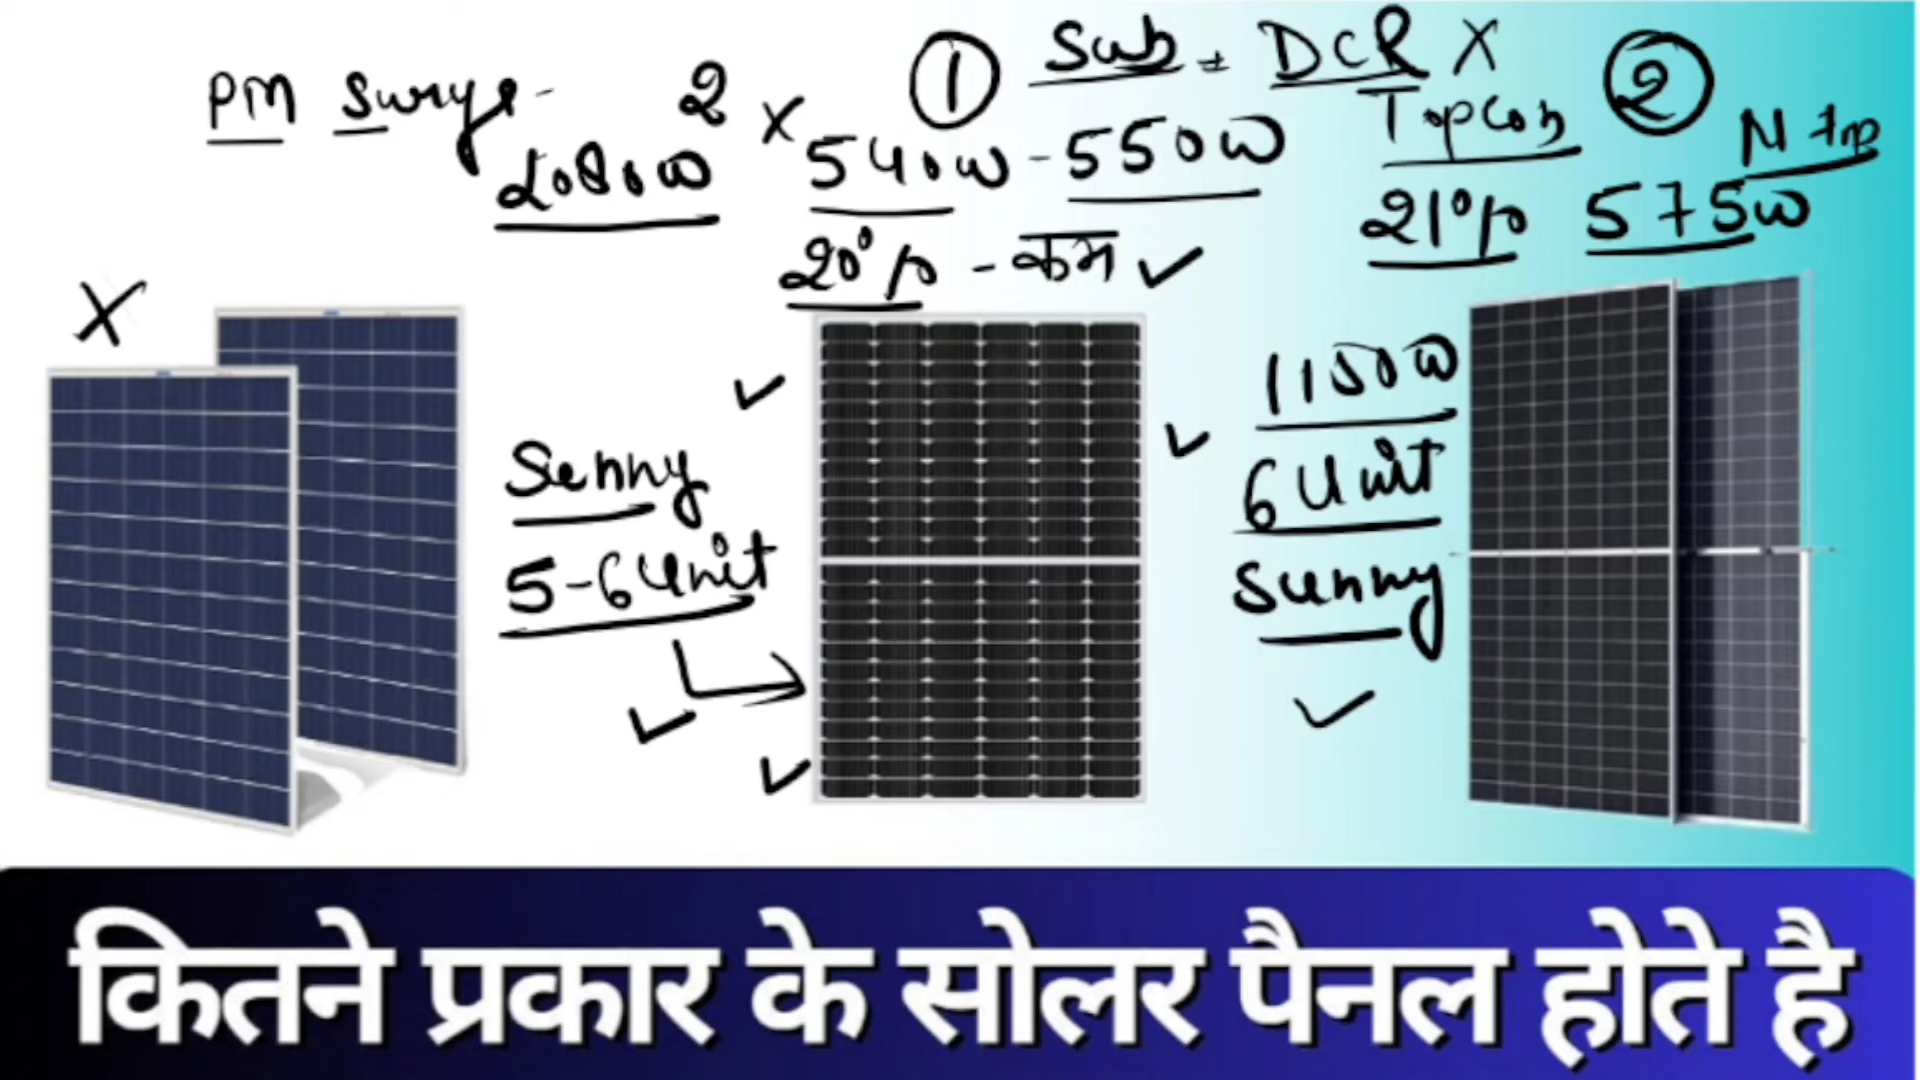 ① Sub - DCR X
PM Surya - 2 X 540W - 550W TopCon ② N type
2080W
20% - कम ✓ 21% 575W
X
1150W
Sunny 6 Unit
5-6 Unit Sunny
कितने प्रकार के सोलर पैनल होते है